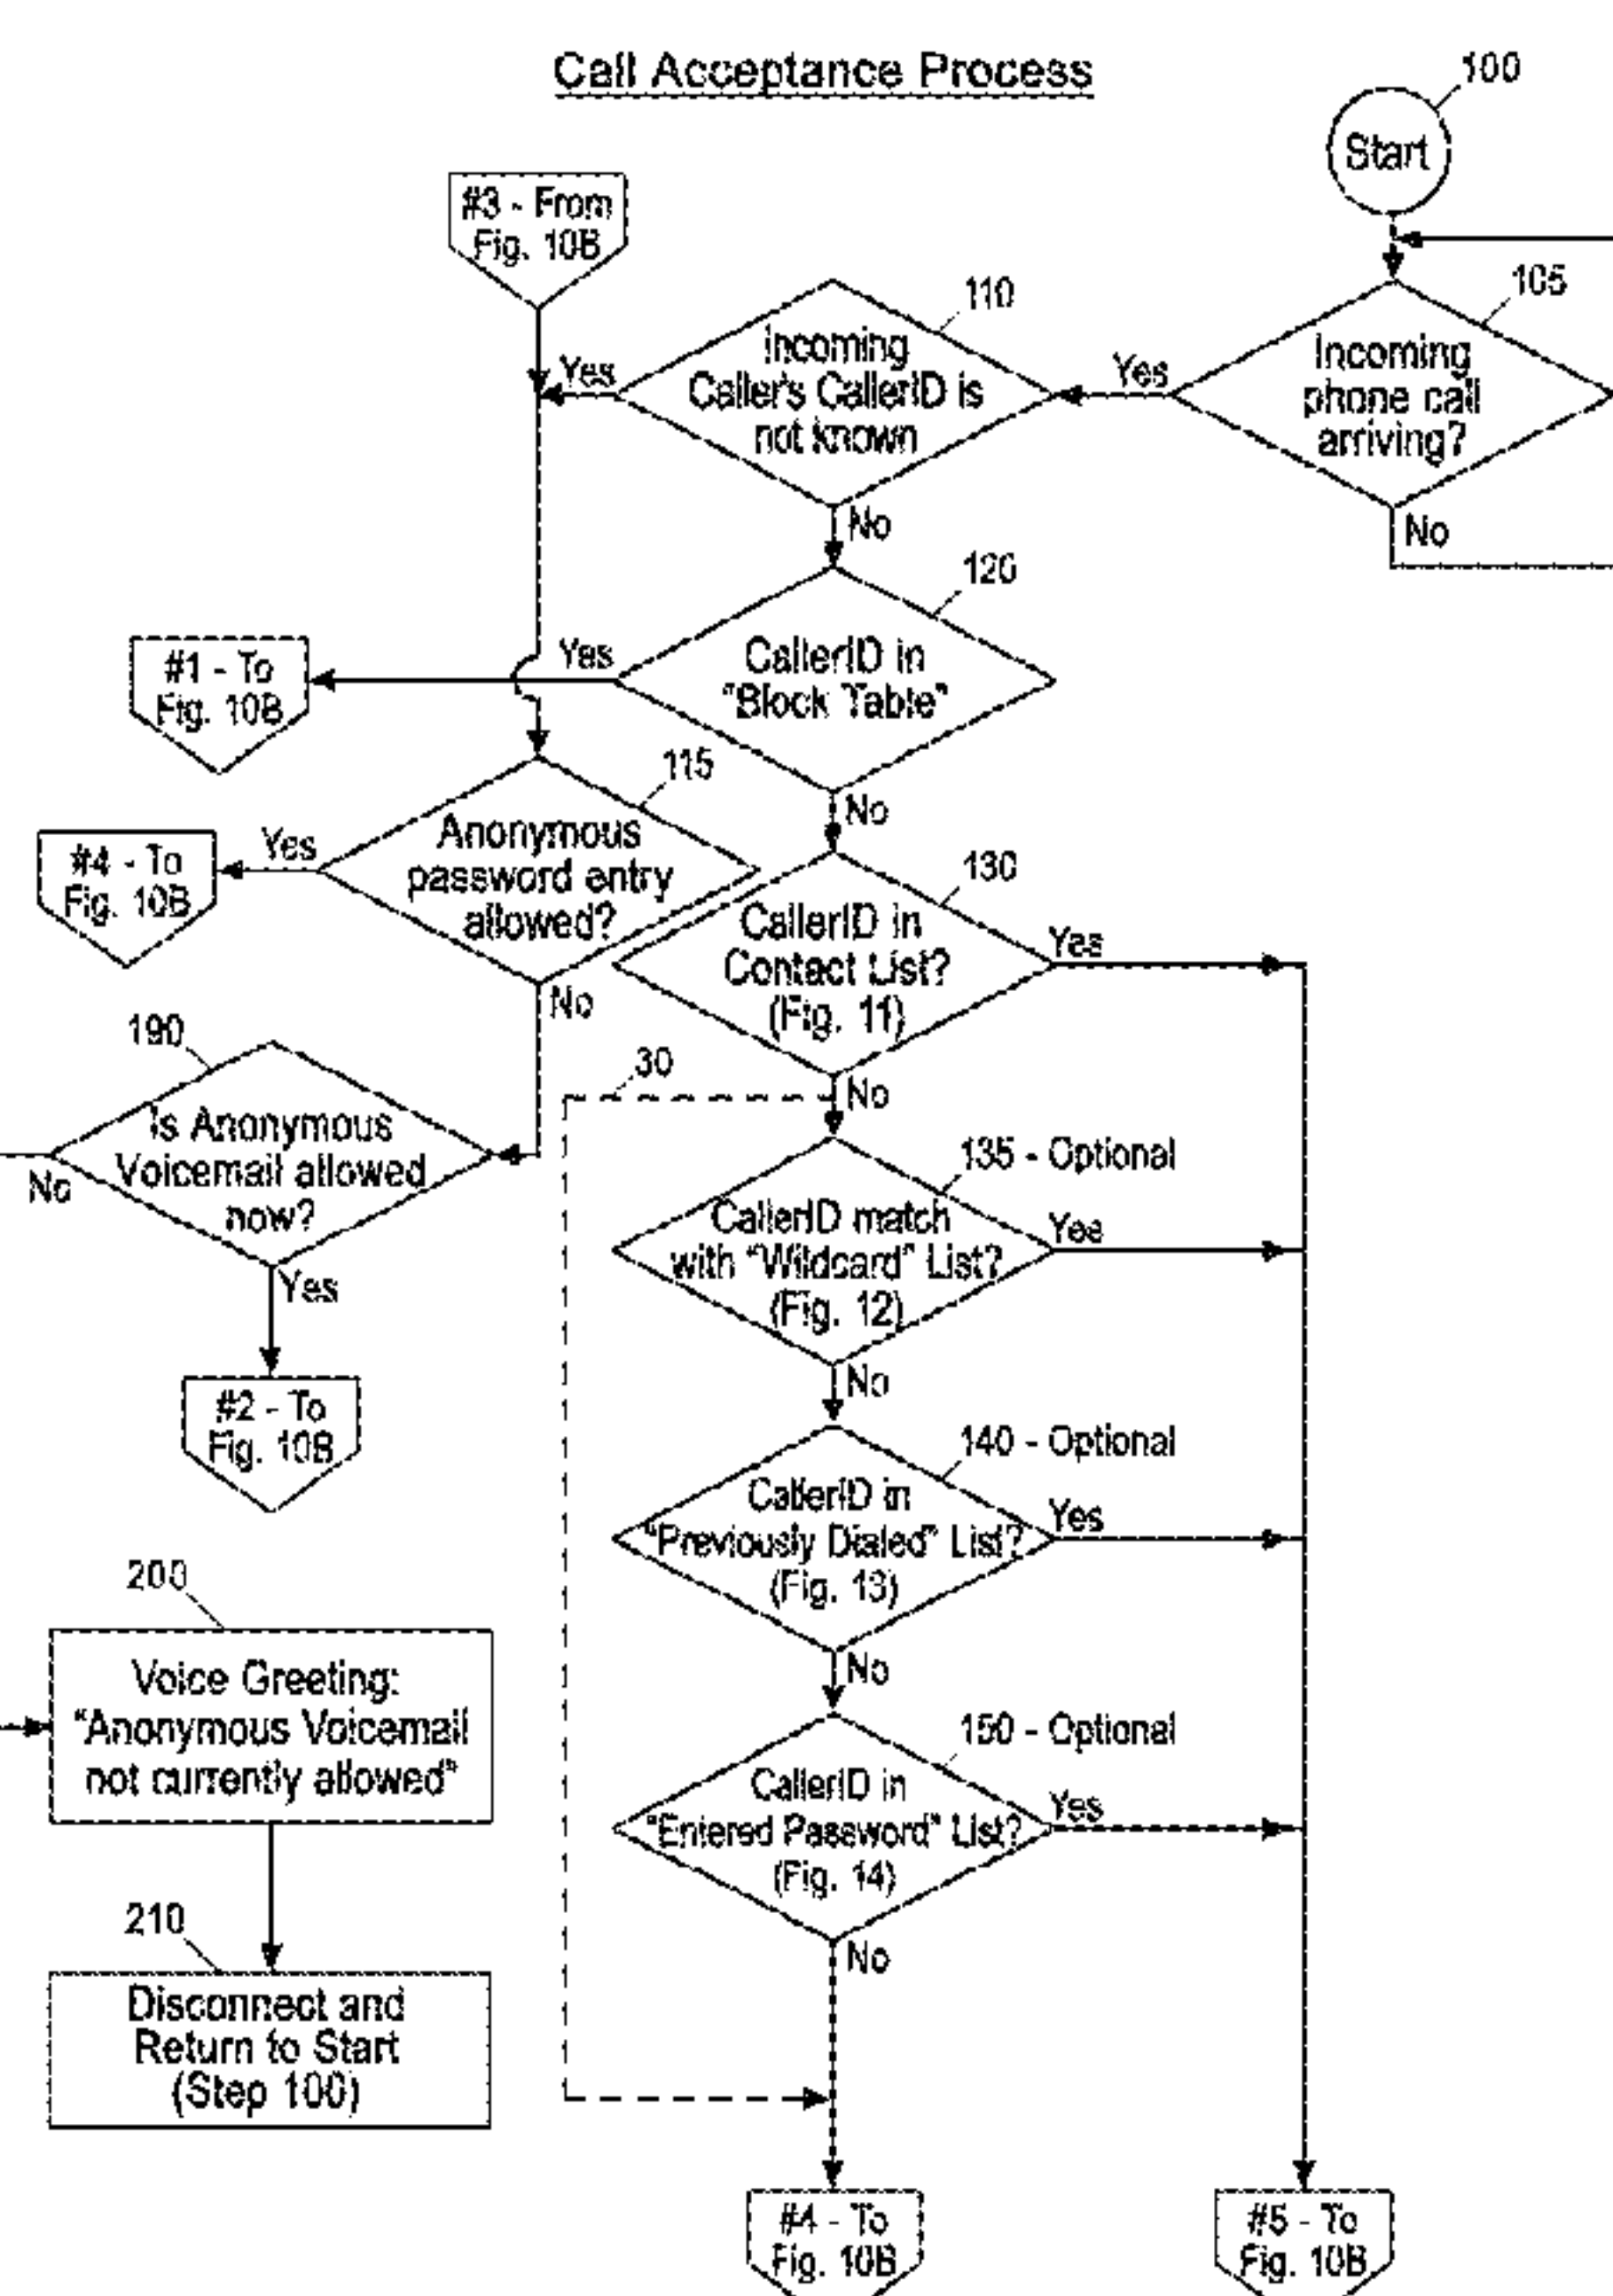 Call Acceptance Process
100
Start
#3 - From
Fig. 10B
110
105
Incoming
Caller's CallerID is
not known
Yes
Yes
Incoming
phone call
arriving?
No
No
120
CallerID in
"Block Table"
Yes
#1 - To
Fig. 10B
No
115
Anonymous
password entry
allowed?
Yes
#4 - To
Fig. 10B
No
130
CallerID in
Contact List?
(Fig. 11)
Yes
No
30
190
Is Anonymous
Voicemail allowed
now?
No
Yes
#2 - To
Fig. 10B
135 - Optional
CallerID match
with "Wildcard" List?
(Fig. 12)
Yes
No
140 - Optional
CallerID in
"Previously Dialed" List?
(Fig. 13)
Yes
No
200
Voice Greeting:
"Anonymous Voicemail
not currently allowed"
150 - Optional
CallerID in
"Entered Password" List?
(Fig. 14)
Yes
No
210
Disconnect and
Return to Start
(Step 100)
#4 - To
Fig. 10B
#5 - To
Fig. 10B